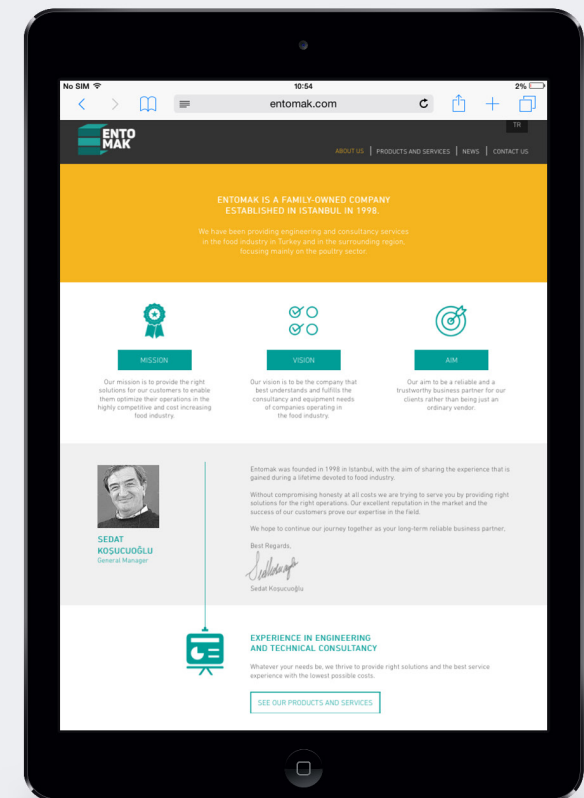 No SIM
10:54
2%
entomak.com
ENTO
MAK
TR
ABOUT US | PRODUCTS AND SERVICES | NEWS | CONTACT US
ENTOMAK IS A FAMILY-OWNED COMPANY
ESTABLISHED IN ISTANBUL IN 1998.
We have been providing engineering and consultancy services
in the food industry in Turkey and in the surrounding region,
focusing mainly on the poultry sector.
MISSION
Our mission is to provide the right
solutions for our customers to enable
them optimize their operations in the
highly competitive and cost increasing
food industry.
VISION
Our vision is to be the company that
best understands and fulfills the
consultancy and equipment needs
of companies operating in
the food industry.
AIM
Our aim to be a reliable and a
trustworthy business partner for our
clients rather than being just an
ordinary vendor.
SEDAT
KOŞUCUOĞLU
General Manager
Entomak was founded in 1998 in Istanbul, with the aim of sharing the experience that is
gained during a lifetime devoted to food industry.
Without compromising honesty at all costs we are trying to serve you by providing right
solutions for the right operations. Our excellent reputation in the market and the
success of our customers prove our expertise in the field.
We hope to continue our journey together as your long-term reliable business partner,
Best Regards,
Sedat Koşucuoğlu
EXPERIENCE IN ENGINEERING
AND TECHNICAL CONSULTANCY
Whatever your needs be, we thrive to provide right solutions and the best service
experience with the lowest possible costs.
SEE OUR PRODUCTS AND SERVICES